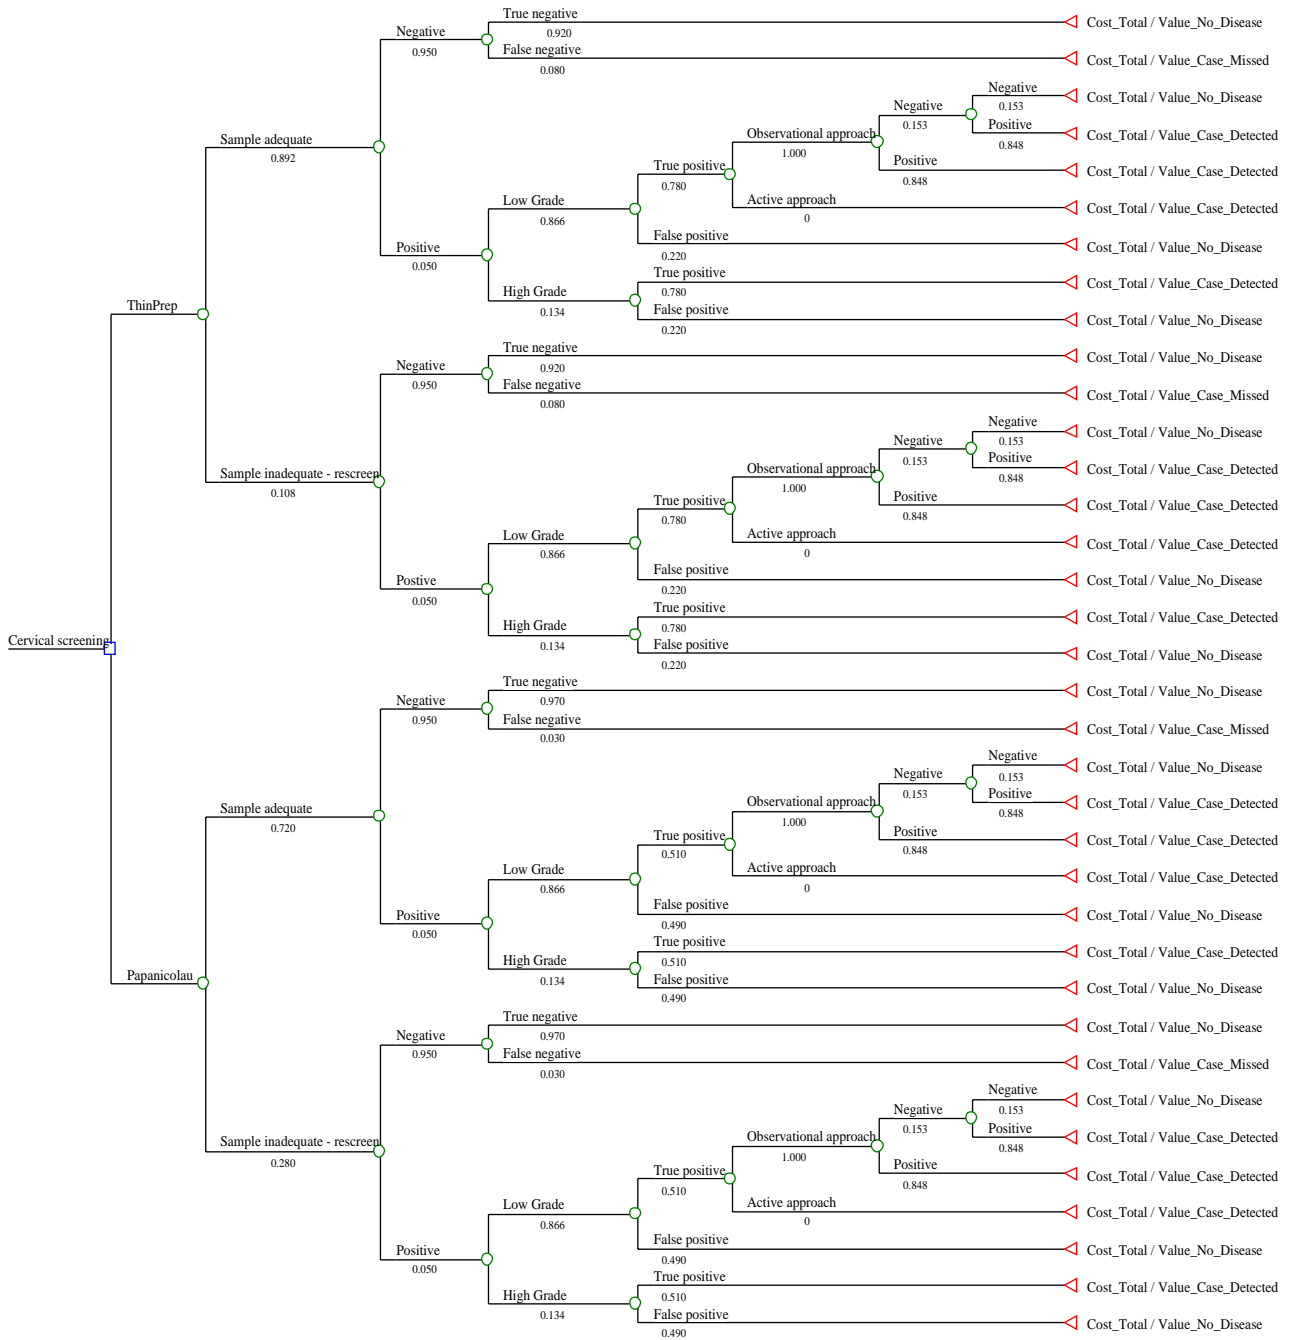 True negative
Cost_Total / Value_No_Disease
Negative
0.920
0.950
False negative
Cost_Total / Value_Case_Missed
0.080
Negative
Cost_Total / Value_No_Disease
Negative
0.153
0.153
Positive
Cost_Total / Value_Case_Detected
Sample adequate
Observational approach
0.848
0.892
1.000
True positive
Positive
Cost_Total / Value_Case_Detected
0.780
0.848
Low Grade
Active approach
Cost_Total / Value_Case_Detected
0.866
0
Positive
False positive
Cost_Total / Value_No_Disease
0.050
0.220
True positive
Cost_Total / Value_Case_Detected
High Grade
0.780
ThinPrep
0.134
False positive
Cost_Total / Value_No_Disease
0.220
True negative
Cost_Total / Value_No_Disease
Negative
0.920
0.950
False negative
Cost_Total / Value_Case_Missed
0.080
Negative
Cost_Total / Value_No_Disease
Negative
0.153
0.153
Positive
Cost_Total / Value_Case_Detected
Sample inadequate - rescreen
Observational approach
0.848
0.108
1.000
True positive
Positive
Cost_Total / Value_Case_Detected
0.780
0.848
Low Grade
Active approach
Cost_Total / Value_Case_Detected
0.866
0
Postive
False positive
Cost_Total / Value_No_Disease
0.050
0.220
True positive
Cost_Total / Value_Case_Detected
High Grade
0.780
0.134
Cervical screening
False positive
Cost_Total / Value_No_Disease
0.220
True negative
Cost_Total / Value_No_Disease
Negative
0.970
0.950
False negative
Cost_Total / Value_Case_Missed
0.030
Negative
Cost_Total / Value_No_Disease
Negative
0.153
0.153
Positive
Cost_Total / Value_Case_Detected
Sample adequate
Observational approach
0.848
0.720
1.000
True positive
Positive
Cost_Total / Value_Case_Detected
0.510
0.848
Low Grade
Active approach
Cost_Total / Value_Case_Detected
0.866
0
Positive
False positive
Cost_Total / Value_No_Disease
0.050
0.490
True positive
Cost_Total / Value_Case_Detected
High Grade
0.510
Papanicolau
0.134
False positive
Cost_Total / Value_No_Disease
0.490
True negative
Cost_Total / Value_No_Disease
Negative
0.970
0.950
False negative
Cost_Total / Value_Case_Missed
0.030
Negative
Cost_Total / Value_No_Disease
Negative
0.153
0.153
Positive
Cost_Total / Value_Case_Detected
Sample inadequate - rescreen
Observational approach
0.848
0.280
1.000
True positive
Positive
Cost_Total / Value_Case_Detected
0.510
0.848
Low Grade
Active approach
Cost_Total / Value_Case_Detected
0.866
0
Positive
False positive
Cost_Total / Value_No_Disease
0.050
0.490
True positive
Cost_Total / Value_Case_Detected
High Grade
0.510
0.134
False positive
Cost_Total / Value_No_Disease
0.490